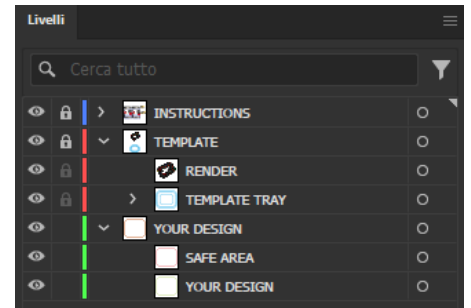 Livelli
Cerca tutto
INSTRUCTIONS
TEMPLATE
RENDER
TEMPLATE TRAY
YOUR DESIGN
SAFE AREA
YOUR DESIGN